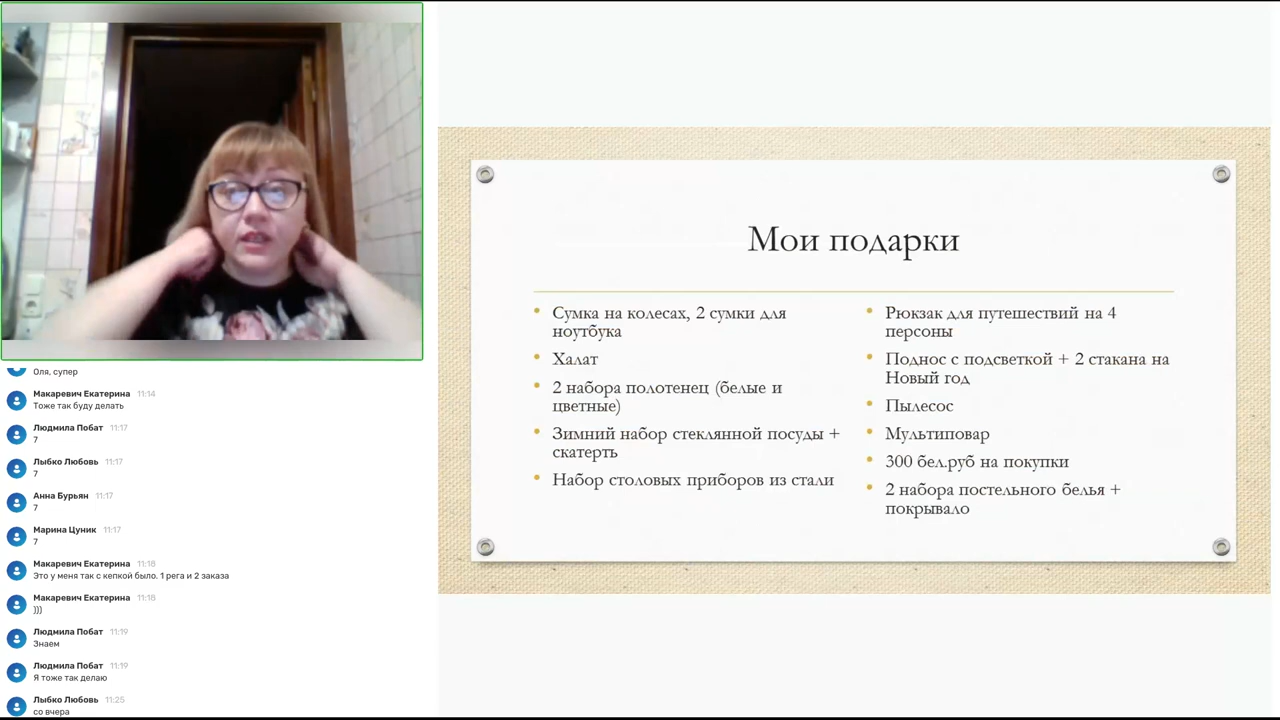 Оля, супер
Макаревич Екатерина 11:14
Тоже так буду делать
Людмила Побат 11:17
7
Лыбко Любовь 11:17
7
Анна Бурьян 11:17
7
Марина Цуник 11:17
7
Макаревич Екатерина 11:18
Это у меня так с кепкой было. 1 рега и 2 заказа
Макаревич Екатерина 11:18
)))
Людмила Побат 11:19
Знаем
Людмила Побат 11:19
Я тоже так делаю
Лыбко Любовь 11:25
со вчера
Мои подарки
• Сумка на колесах, 2 сумки для
ноутбука
• Халат
• 2 набора полотенец (белые и
цветные)
• Зимний набор стеклянной посуды +
скатерть
• Набор столовых приборов из стали
• Рюкзак для путешествий на 4
персоны
• Поднос с подсветкой + 2 стакана на
Новый год
• Пылесос
• Мультиповар
• 300 бел.руб на покупки
• 2 набора постельного белья +
покрывало